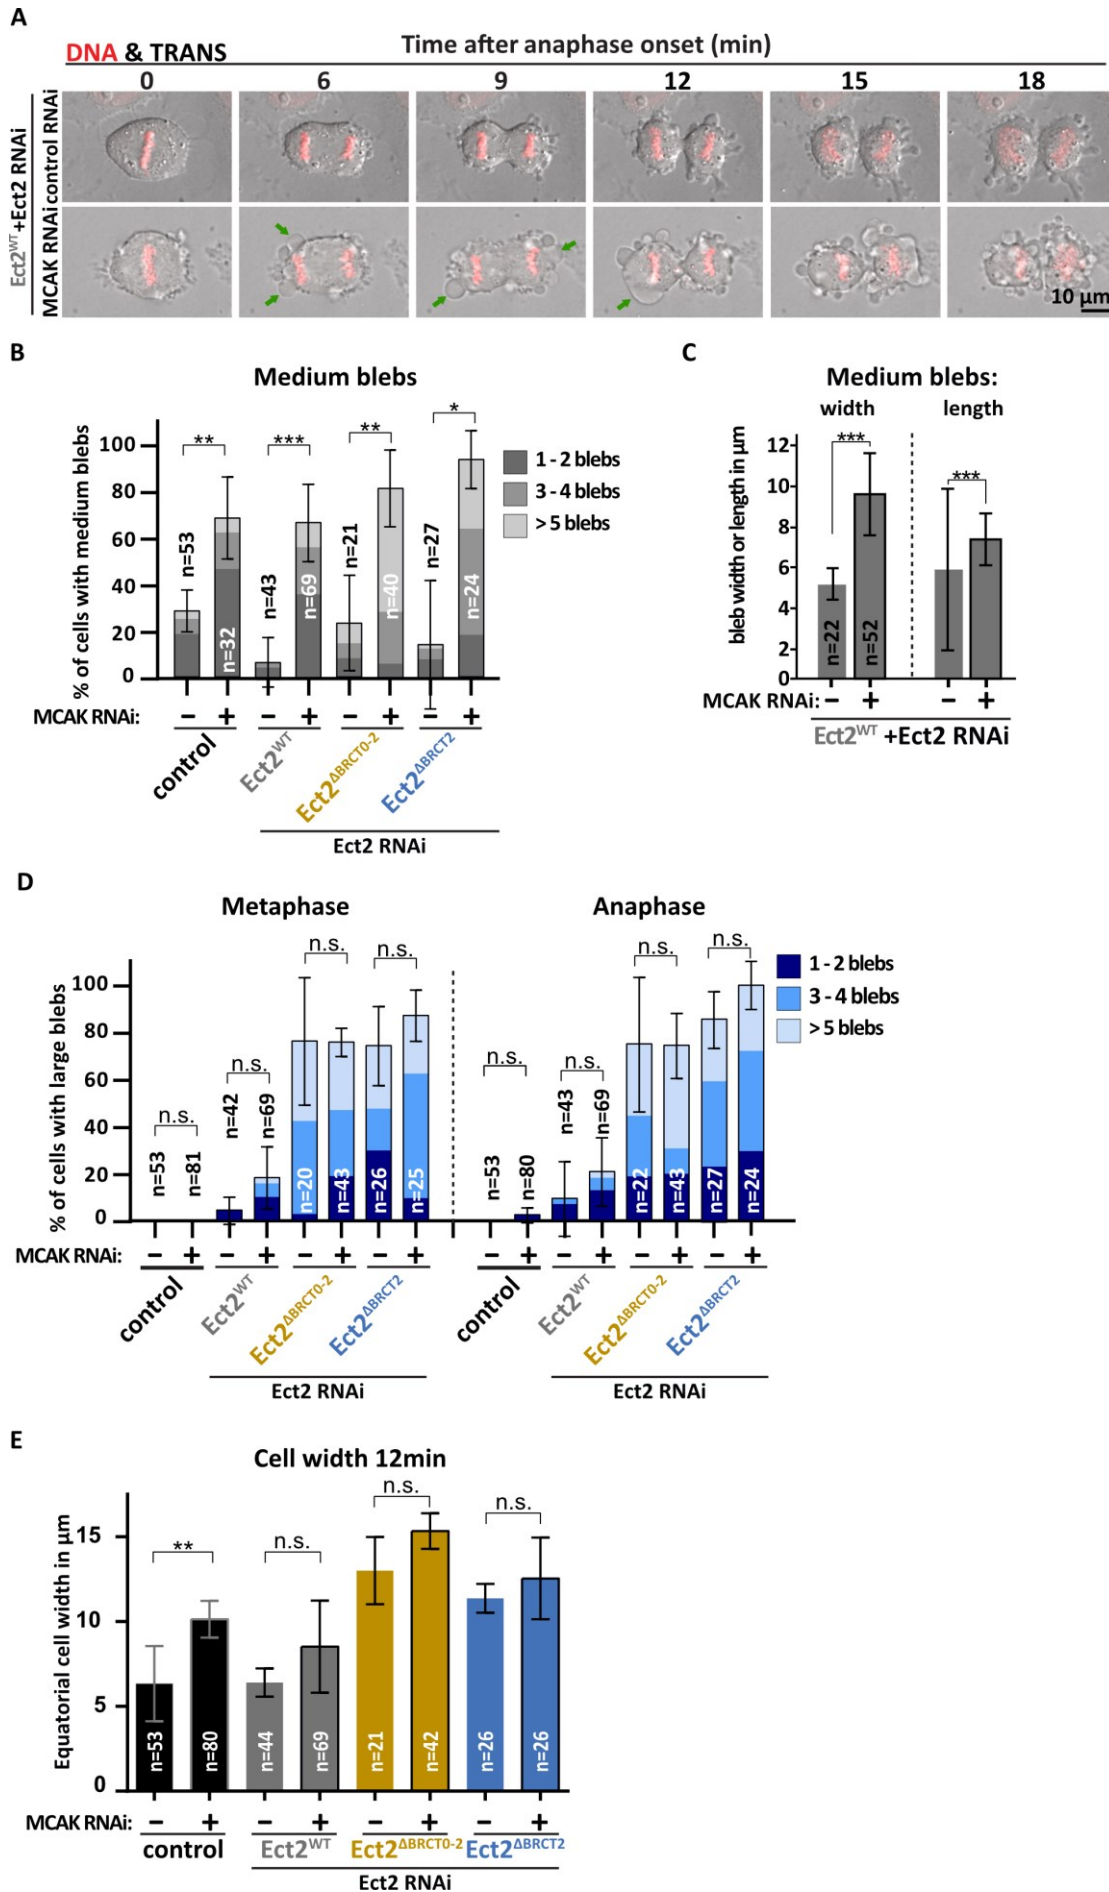 A
DNA & TRANS
Time after anaphase onset (min)
0 6 9 12 15 18
Ect2WT+Ect2 RNAi
control RNAi
MCAK RNAi
10 μm
B
Medium blebs
% of cells with medium blebs
100
80
60
40
20
0
** *** ** *
n=53 n=32 n=43 n=69 n=21 n=40 n=27 n=24
1 - 2 blebs
3 - 4 blebs
> 5 blebs
MCAK RNAi: − + − + − + − +
control Ect2WT Ect2ΔBRCT0-2 Ect2ΔBRCT2
Ect2 RNAi
C
Medium blebs:
width length
bleb width or length in μm
12
10
8
6
4
2
0
*** ***
n=22 n=52
MCAK RNAi: − + − +
Ect2WT +Ect2 RNAi
D
Metaphase Anaphase
% of cells with large blebs
100
80
60
40
20
0
n.s. n.s. n.s. n.s. n.s. n.s. n.s. n.s.
n=53 n=81 n=42 n=69 n=20 n=43 n=26 n=25 n=53 n=80 n=43 n=69 n=22 n=43 n=27 n=24
1 - 2 blebs
3 - 4 blebs
> 5 blebs
MCAK RNAi: − + − + − + − + − + − + − + − +
control Ect2WT Ect2ΔBRCT0-2 Ect2ΔBRCT2 control Ect2WT Ect2ΔBRCT0-2 Ect2ΔBRCT2
Ect2 RNAi Ect2 RNAi
E
Cell width 12min
Equatorial cell width in μm
15
10
5
0
** n.s. n.s. n.s.
n=53 n=80 n=44 n=69 n=21 n=42 n=26 n=26
MCAK RNAi: − + − + − + − +
control Ect2WT Ect2ΔBRCT0-2 Ect2ΔBRCT2
Ect2 RNAi